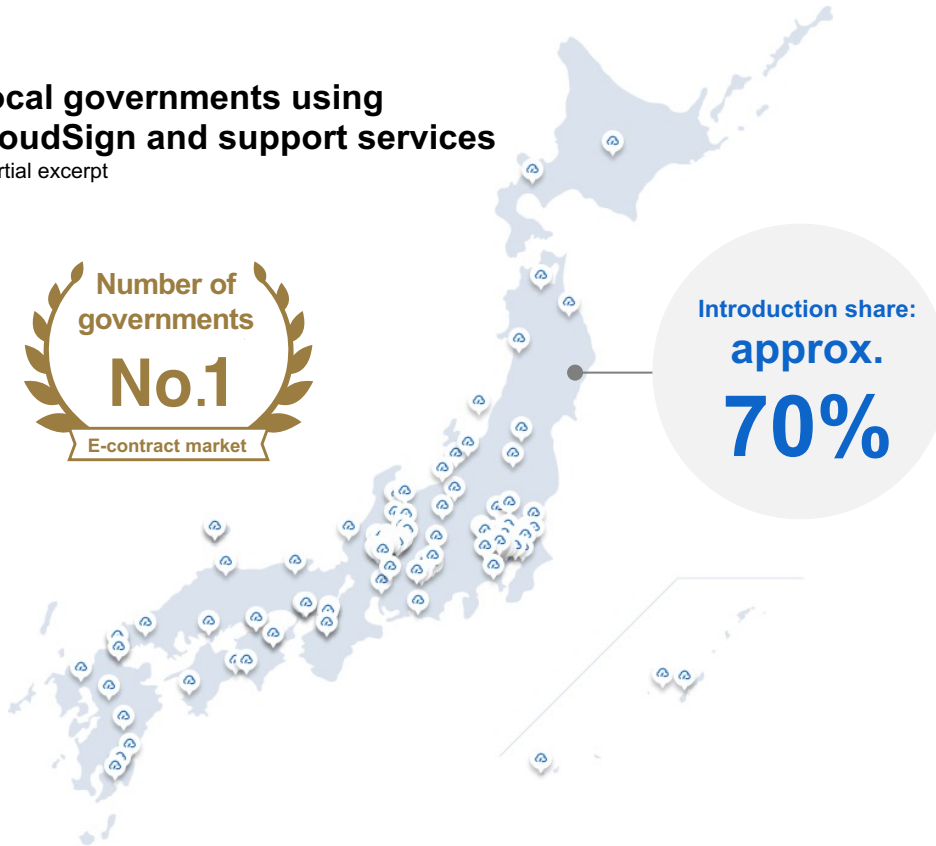 ocal governments using
oudSign and support services
rtial excerpt
Number of
governments
No.1
E-contract market
Introduction share:
approx.
70%